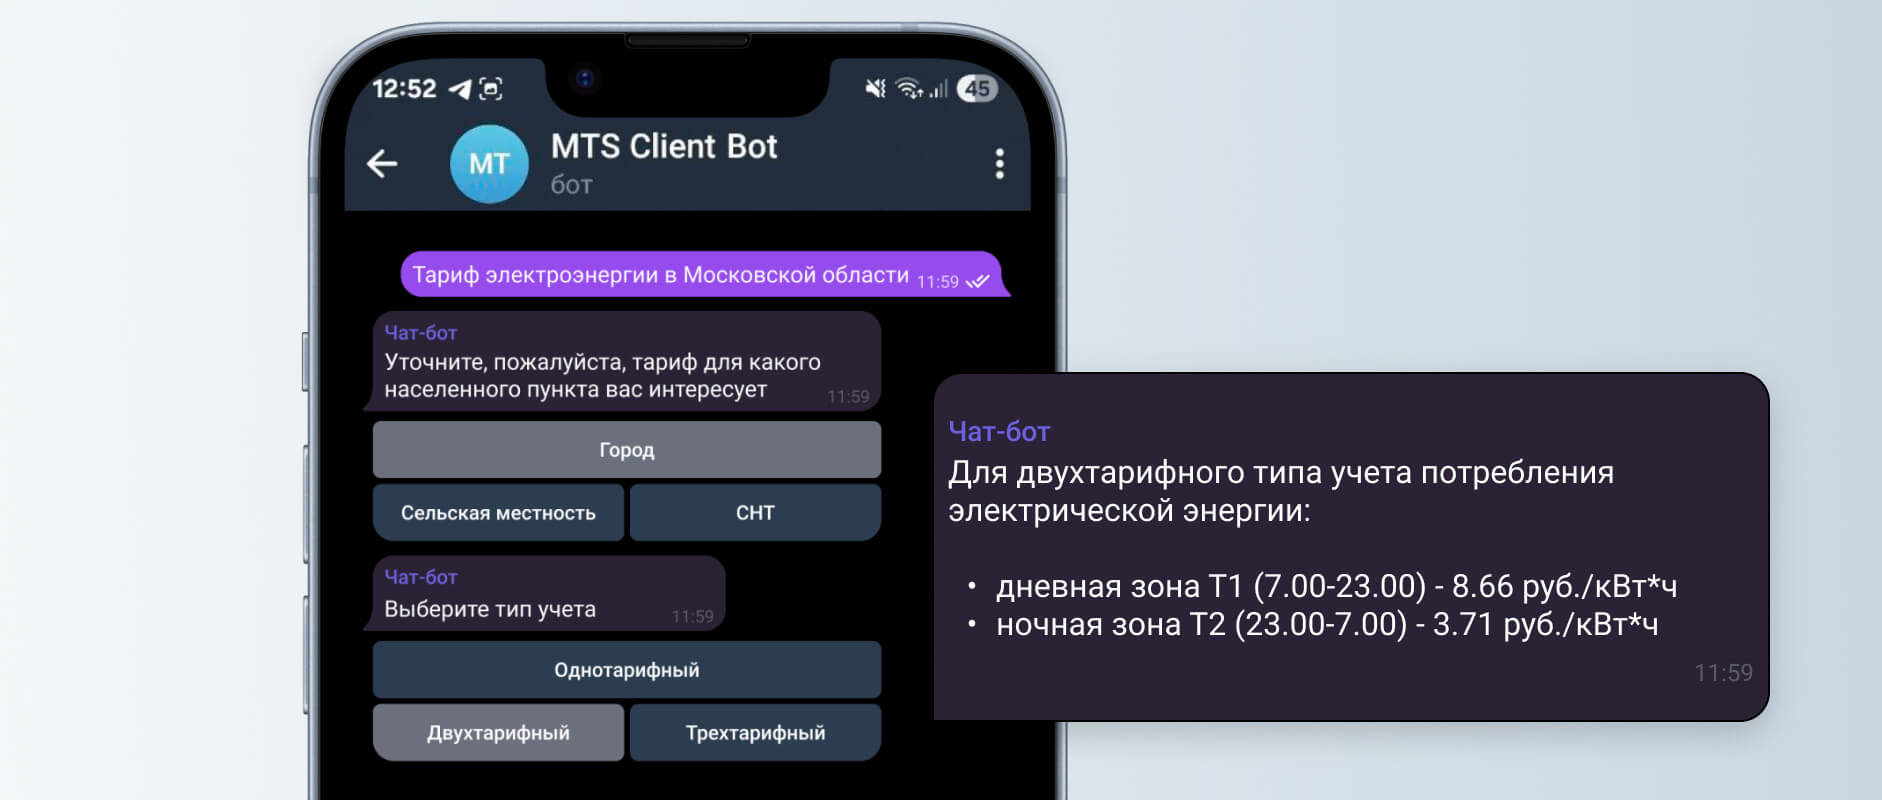 12:52
45
MT
MTS Client Bot
бот
Тариф электроэнергии в Московской области 11:59
Чат-бот
Уточните, пожалуйста, тариф для какого
населенного пункта вас интересует 11:59
Город
Сельская местность
СНТ
Чат-бот
Выберите тип учета 11:59
Однотарифный
Двухтарифный
Трехтарифный
Чат-бот
Для двухтарифного типа учета потребления
электрической энергии:
• дневная зона Т1 (7.00-23.00) - 8.66 руб./кВт*ч
• ночная зона Т2 (23.00-7.00) - 3.71 руб./кВт*ч
11:59